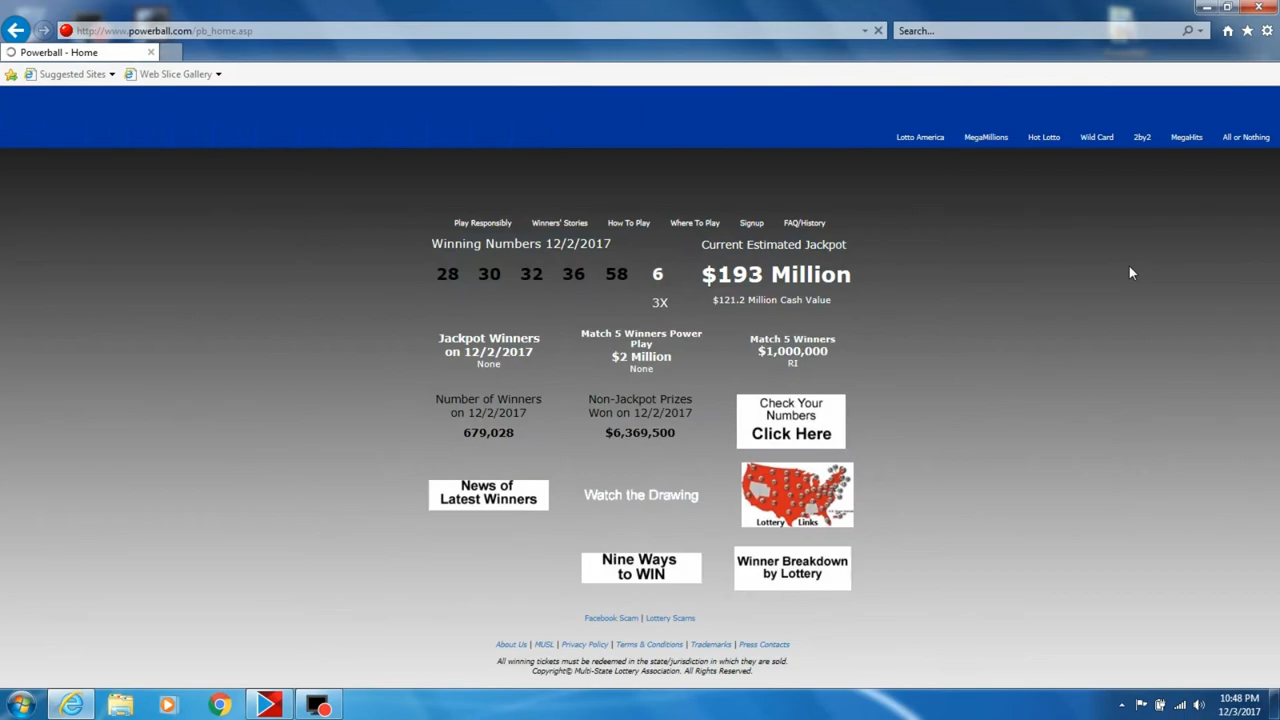 http://www.powerball.com/pb_home.asp
Search...
Powerball - Home
Suggested Sites
Web Slice Gallery
Lotto America MegaMillions Hot Lotto Wild Card 2by2 MegaHits All or Nothing
Play Responsibly Winners' Stories How To Play Where To Play Signup FAQ/History
Winning Numbers 12/2/2017
Current Estimated Jackpot
28 30 32 36 58 6
$193 Million
3X
$121.2 Million Cash Value
Jackpot Winners
on 12/2/2017
None
Match 5 Winners Power
Play
$2 Million
None
Match 5 Winners
$1,000,000
RI
Number of Winners
on 12/2/2017
679,028
Non-Jackpot Prizes
Won on 12/2/2017
$6,369,500
Check Your
Numbers
Click Here
News of
Latest Winners
Watch the Drawing
Lottery Links
Nine Ways
to WIN
Winner Breakdown
by Lottery
Facebook Scam | Lottery Scams
About Us | MUSL | Privacy Policy | Terms & Conditions | Trademarks | Press Contacts
All winning tickets must be redeemed in the state/jurisdiction in which they are sold.
Copyright© Multi-State Lottery Association. All Rights Reserved.
10:48 PM
12/3/2017